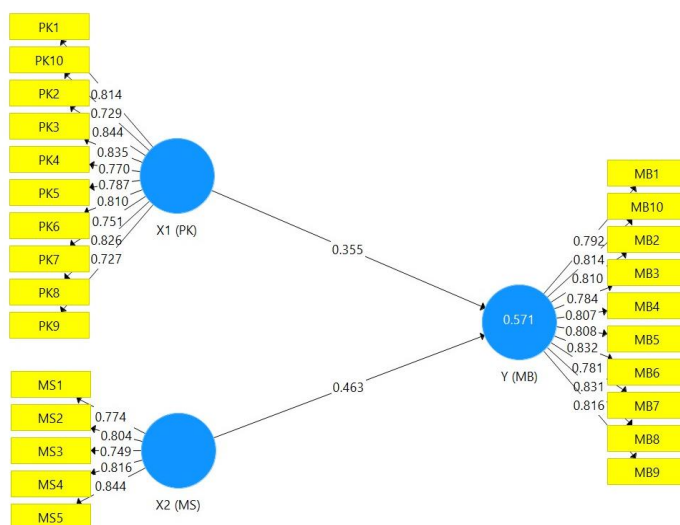 PK1
PK10
PK2
PK3
PK4
PK5
PK6
PK7
PK8
PK9
0.814
0.729
0.844
0.835
0.770
0.787
0.810
0.751
0.826
0.727
X1 (PK)
0.355
MS1
MS2
MS3
MS4
MS5
0.774
0.804
0.749
0.816
0.844
X2 (MS)
0.463
0.571
Y (MB)
0.792
0.814
0.810
0.784
0.807
0.808
0.832
0.781
0.831
0.816
MB1
MB10
MB2
MB3
MB4
MB5
MB6
MB7
MB8
MB9